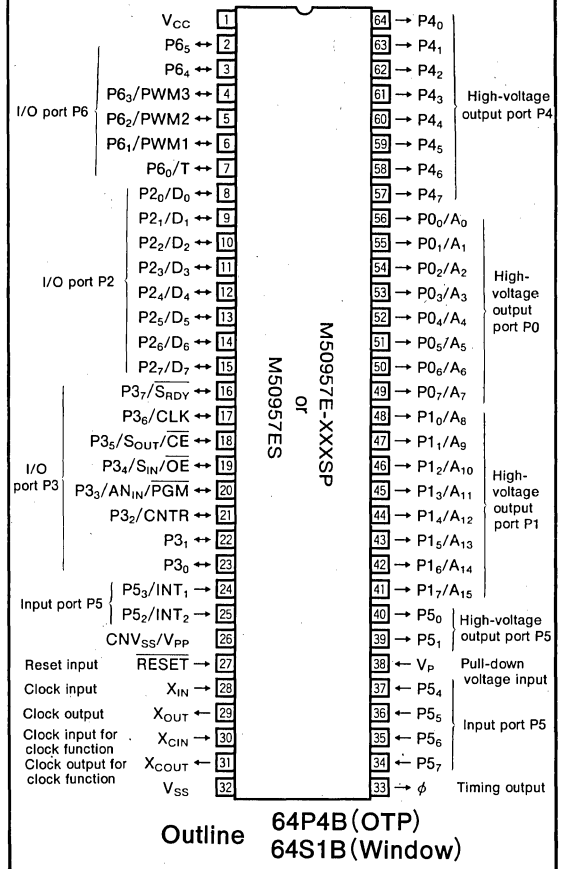 VCC 1
P65 ↔ 2
P64 ↔ 3
P63/PWM3 ↔ 4
P62/PWM2 ↔ 5
P61/PWM1 ↔ 6
P60/T ↔ 7
I/O port P6
P20/D0 ↔ 8
P21/D1 ↔ 9
P22/D2 ↔ 10
P23/D3 ↔ 11
P24/D4 ↔ 12
P25/D5 ↔ 13
P26/D6 ↔ 14
P27/D7 ↔ 15
I/O port P2
P37/SRDY ↔ 16
P36/CLK ↔ 17
P35/SOUT/CE ↔ 18
P34/SIN/OE ↔ 19
P33/ANIN/PGM ↔ 20
P32/CNTR ↔ 21
P31 ↔ 22
P30 ↔ 23
I/O
port P3
P53/INT1 → 24
P52/INT2 → 25
Input port P5
CNVSS/VPP 26
Reset input RESET → 27
Clock input XIN → 28
Clock output XOUT ← 29
Clock input for
clock function
XCIN → 30
Clock output for
clock function
XCOUT ← 31
VSS 32
M50957E-XXXSP
or
M50957ES
64 → P40
63 → P41
62 → P42
61 → P43
60 → P44
59 → P45
58 → P46
57 → P47
High-voltage
output port P4
56 → P00/A0
55 → P01/A1
54 → P02/A2
53 → P03/A3
52 → P04/A4
51 → P05/A5
50 → P06/A6
49 → P07/A7
High-
voltage
output
port P0
48 → P10/A8
47 → P11/A9
46 → P12/A10
45 → P13/A11
44 → P14/A12
43 → P15/A13
42 → P16/A14
41 → P17/A15
High-
voltage
output
port P1
40 → P50
39 → P51
High-voltage
output port P5
38 ← VP
Pull-down
voltage input
37 ← P54
36 ← P55
35 ← P56
34 ← P57
Input port P5
33 → ϕ Timing output
Outline
64P4B(OTP)
64S1B(Window)